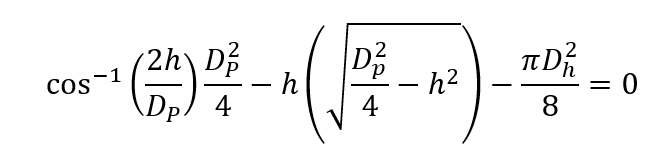 cos⁻¹ (2h/D_P) D_P²/4 − h (√(D_p²/4 − h²)) − πD_h²/8 = 0